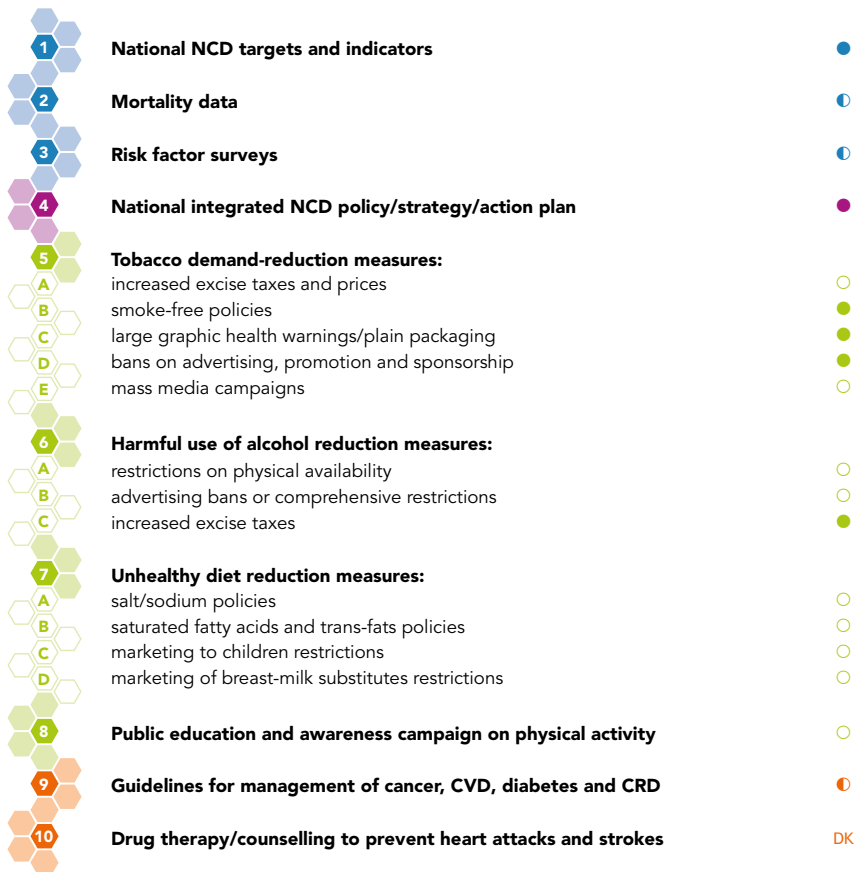 1 National NCD targets and indicators
2 Mortality data
3 Risk factor surveys
4 National integrated NCD policy/strategy/action plan
5 Tobacco demand-reduction measures:
A increased excise taxes and prices
B smoke-free policies
C large graphic health warnings/plain packaging
D bans on advertising, promotion and sponsorship
E mass media campaigns
6 Harmful use of alcohol reduction measures:
A restrictions on physical availability
B advertising bans or comprehensive restrictions
C increased excise taxes
7 Unhealthy diet reduction measures:
A salt/sodium policies
B saturated fatty acids and trans-fats policies
C marketing to children restrictions
D marketing of breast-milk substitutes restrictions
8 Public education and awareness campaign on physical activity
9 Guidelines for management of cancer, CVD, diabetes and CRD
10 Drug therapy/counselling to prevent heart attacks and strokes DK